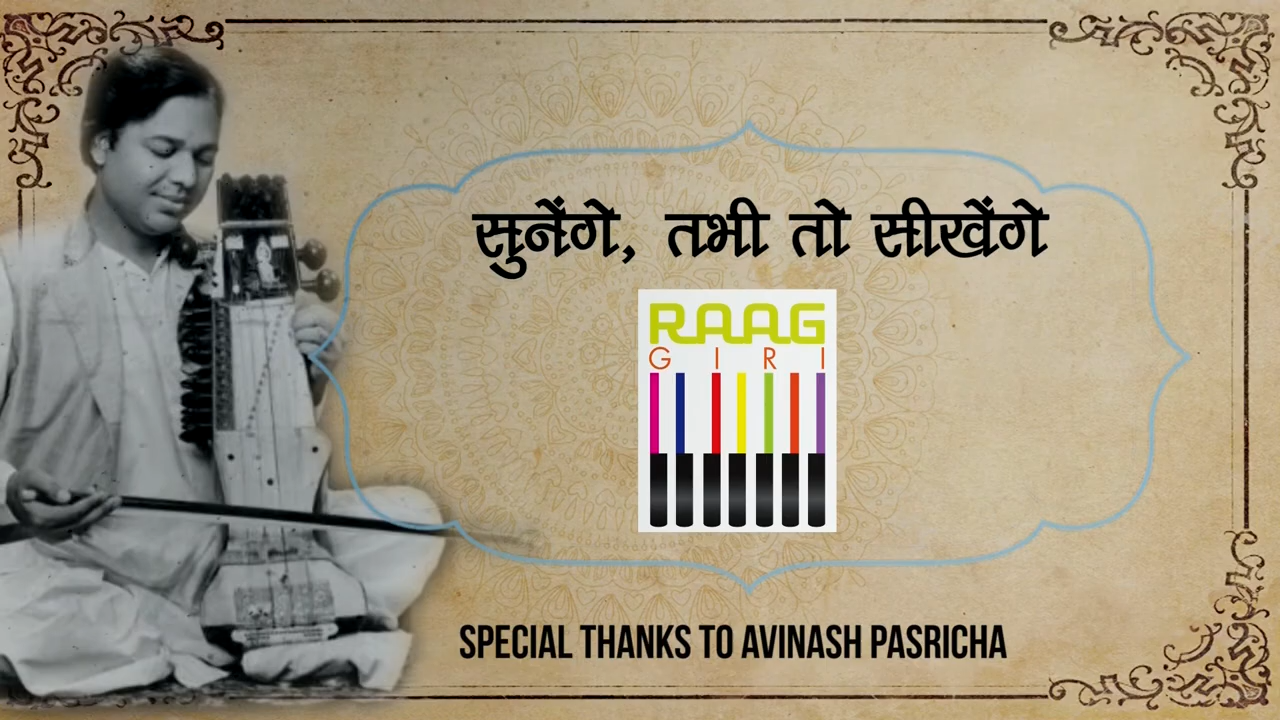 सुनेंगे, तभी तो सीखेंगे
RAAG
GIRI
SPECIAL THANKS TO AVINASH PASRICHA